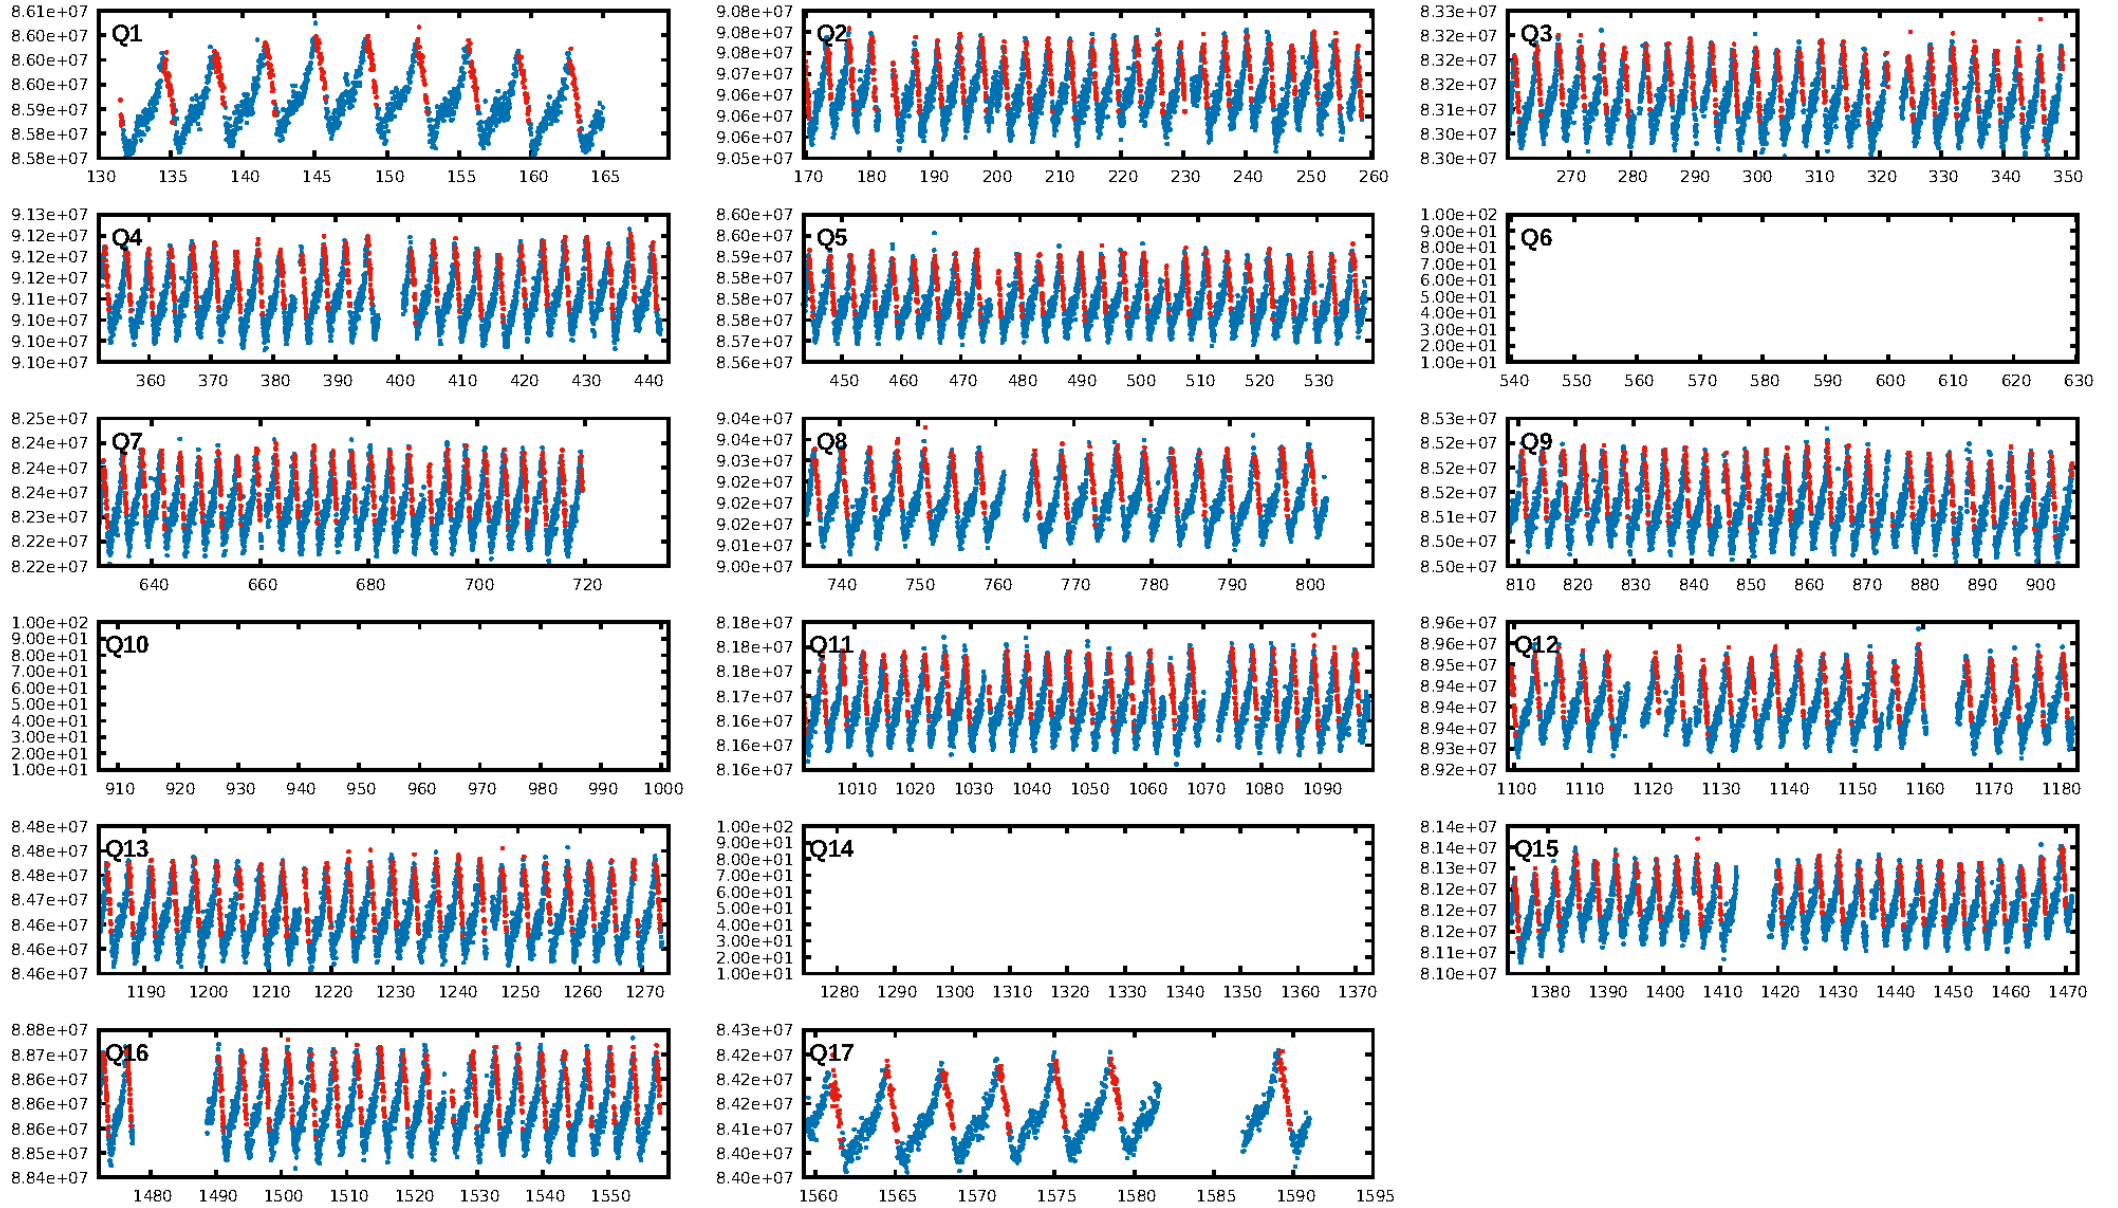 Q1
8.61e+07
8.60e+07
8.60e+07
8.60e+07
8.59e+07
8.58e+07
8.58e+07
130 135 140 145 150 155 160 165
Q2
9.08e+07
9.08e+07
9.07e+07
9.07e+07
9.06e+07
9.06e+07
9.06e+07
9.05e+07
170 180 190 200 210 220 230 240 250 260
Q3
8.33e+07
8.32e+07
8.32e+07
8.32e+07
8.31e+07
8.30e+07
8.30e+07
270 280 290 300 310 320 330 340 350
Q4
9.13e+07
9.12e+07
9.12e+07
9.12e+07
9.11e+07
9.10e+07
9.10e+07
9.10e+07
360 370 380 390 400 410 420 430 440
Q5
8.60e+07
8.60e+07
8.59e+07
8.58e+07
8.58e+07
8.58e+07
8.57e+07
8.56e+07
450 460 470 480 490 500 510 520 530
Q6
1.00e+02
9.00e+01
8.00e+01
7.00e+01
6.00e+01
5.00e+01
4.00e+01
3.00e+01
2.00e+01
1.00e+01
540 550 560 570 580 590 600 610 620 630
Q7
8.25e+07
8.24e+07
8.24e+07
8.24e+07
8.23e+07
8.22e+07
8.22e+07
640 660 680 700 720
Q8
9.04e+07
9.04e+07
9.03e+07
9.02e+07
9.02e+07
9.02e+07
9.01e+07
9.00e+07
740 750 760 770 780 790 800
Q9
8.53e+07
8.52e+07
8.52e+07
8.52e+07
8.51e+07
8.50e+07
8.50e+07
810 820 830 840 850 860 870 880 890 900
Q10
1.00e+02
9.00e+01
8.00e+01
7.00e+01
6.00e+01
5.00e+01
4.00e+01
3.00e+01
2.00e+01
1.00e+01
910 920 930 940 950 960 970 980 990 1000
Q11
8.18e+07
8.18e+07
8.18e+07
8.17e+07
8.16e+07
8.16e+07
8.16e+07
1010 1020 1030 1040 1050 1060 1070 1080 1090
Q12
8.96e+07
8.96e+07
8.95e+07
8.94e+07
8.94e+07
8.94e+07
8.93e+07
8.92e+07
1100 1110 1120 1130 1140 1150 1160 1170 1180
Q13
8.48e+07
8.48e+07
8.48e+07
8.47e+07
8.46e+07
8.46e+07
8.46e+07
1190 1200 1210 1220 1230 1240 1250 1260 1270
Q14
1.00e+02
9.00e+01
8.00e+01
7.00e+01
6.00e+01
5.00e+01
4.00e+01
3.00e+01
2.00e+01
1.00e+01
1280 1290 1300 1310 1320 1330 1340 1350 1360 1370
Q15
8.14e+07
8.14e+07
8.13e+07
8.12e+07
8.12e+07
8.12e+07
8.11e+07
8.10e+07
1380 1390 1400 1410 1420 1430 1440 1450 1460 1470
Q16
8.88e+07
8.87e+07
8.86e+07
8.86e+07
8.86e+07
8.85e+07
8.84e+07
1480 1490 1500 1510 1520 1530 1540 1550
Q17
8.43e+07
8.42e+07
8.42e+07
8.42e+07
8.41e+07
8.40e+07
8.40e+07
1560 1565 1570 1575 1580 1585 1590 1595